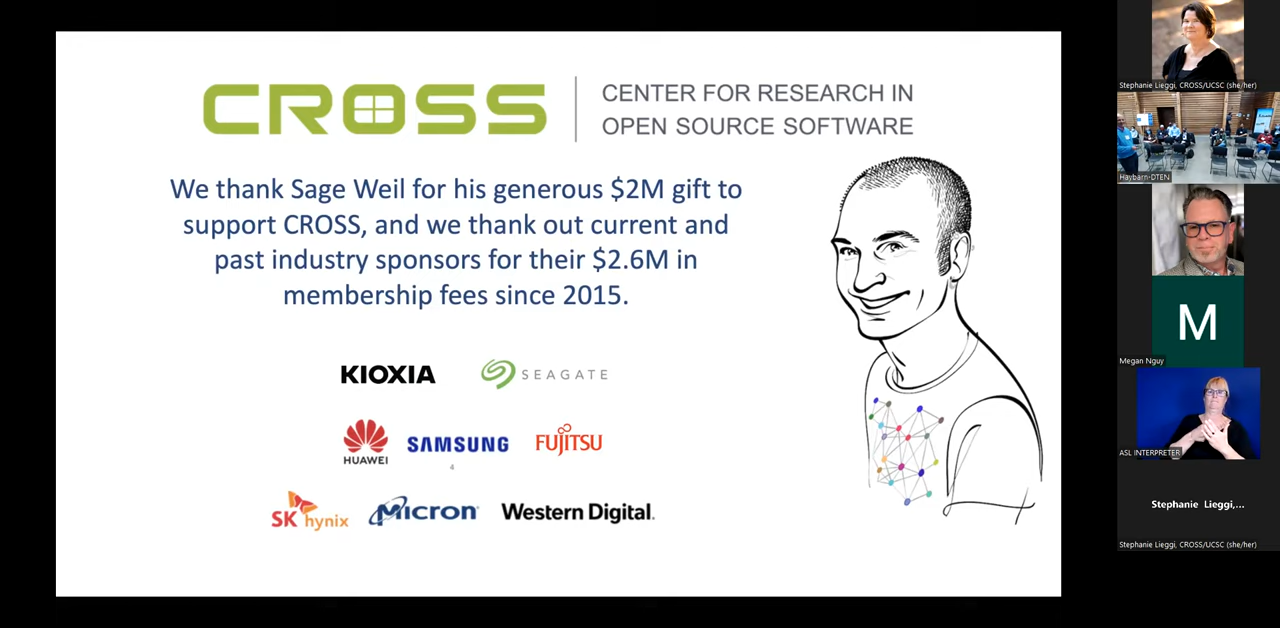 CROSS
CENTER FOR RESEARCH IN
OPEN SOURCE SOFTWARE
We thank Sage Weil for his generous $2M gift to
support CROSS, and we thank out current and
past industry sponsors for their $2.6M in
membership fees since 2015.
KIOXIA
SEAGATE
HUAWEI
SAMSUNG
FUJITSU
4
SK hynix
Micron
Western Digital.
Stephanie Lieggi, CROSS/UCSC (she/her)
Haybarn-DTEN
M
Megan Nguy
ASL INTERPRETER
Stephanie Lieggi,...
Stephanie Lieggi, CROSS/UCSC (she/her)